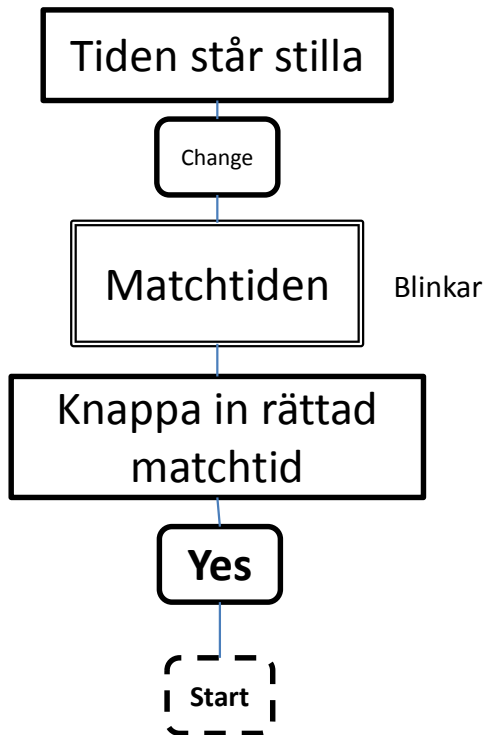 Tiden står stilla
Change
Matchtiden
Blinkar
Knappa in rättad
matchtid
Yes
Start